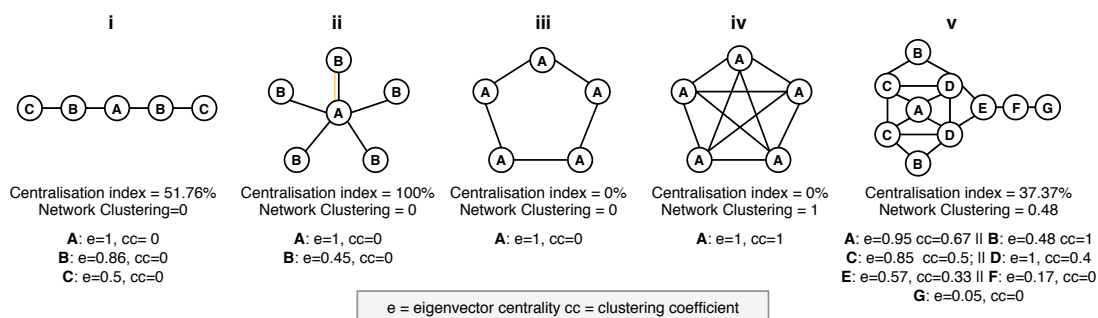 i
ii
iii
iv
v
C B A B C
B
B B
A
B B
A
A A
A A
A
A A
A A
B
C D
A E F G
C D
B
Centralisation index = 51.76%
Network Clustering=0
A: e=1, cc= 0
B: e=0.86, cc=0
C: e=0.5, cc=0
Centralisation index = 100%
Network Clustering = 0
A: e=1, cc=0
B: e=0.45, cc=0
Centralisation index = 0%
Network Clustering = 0
A: e=1, cc=0
Centralisation index = 0%
Network Clustering = 1
A: e=1, cc=1
Centralisation index = 37.37%
Network Clustering = 0.48
A: e=0.95 cc=0.67 || B: e=0.48 cc=1
C: e=0.85 cc=0.5; || D: e=1, cc=0.4
E: e=0.57, cc=0.33 || F: e=0.17, cc=0
G: e=0.05, cc=0
e = eigenvector centrality cc = clustering coefficient